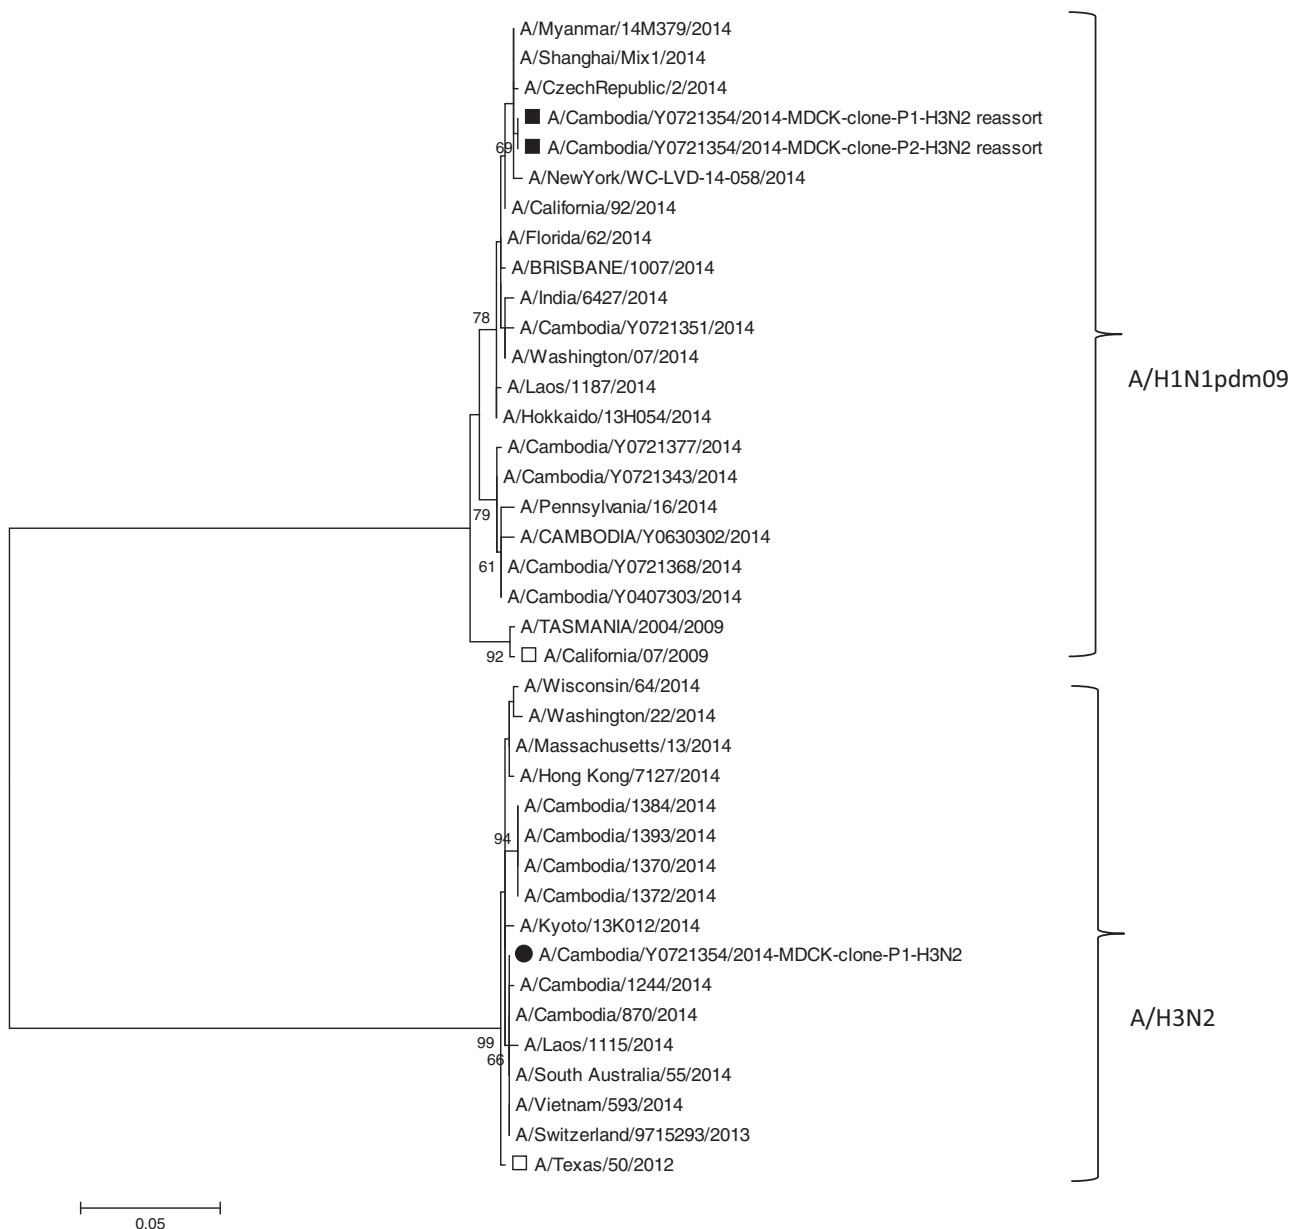 A/Myanmar/14M379/2014
A/Shanghai/Mix1/2014
A/CzechRepublic/2/2014
A/Cambodia/Y0721354/2014-MDCK-clone-P1-H3N2 reassort
69
A/Cambodia/Y0721354/2014-MDCK-clone-P2-H3N2 reassort
A/NewYork/WC-LVD-14-058/2014
A/California/92/2014
A/Florida/62/2014
A/BRISBANE/1007/2014
A/India/6427/2014
78
A/Cambodia/Y0721351/2014
A/Washington/07/2014
A/H1N1pdm09
A/Laos/1187/2014
A/Hokkaido/13H054/2014
A/Cambodia/Y0721377/2014
A/Cambodia/Y0721343/2014
A/Pennsylvania/16/2014
79
A/CAMBODIA/Y0630302/2014
61
A/Cambodia/Y0721368/2014
A/Cambodia/Y0407303/2014
A/TASMANIA/2004/2009
92
A/California/07/2009
A/Wisconsin/64/2014
A/Washington/22/2014
A/Massachusetts/13/2014
A/Hong Kong/7127/2014
A/Cambodia/1384/2014
94
A/Cambodia/1393/2014
A/Cambodia/1370/2014
A/Cambodia/1372/2014
A/Kyoto/13K012/2014
A/Cambodia/Y0721354/2014-MDCK-clone-P1-H3N2
A/Cambodia/1244/2014
A/Cambodia/870/2014
A/H3N2
99
A/Laos/1115/2014
66
A/South Australia/55/2014
A/Vietnam/593/2014
A/Switzerland/9715293/2013
A/Texas/50/2012
0.05